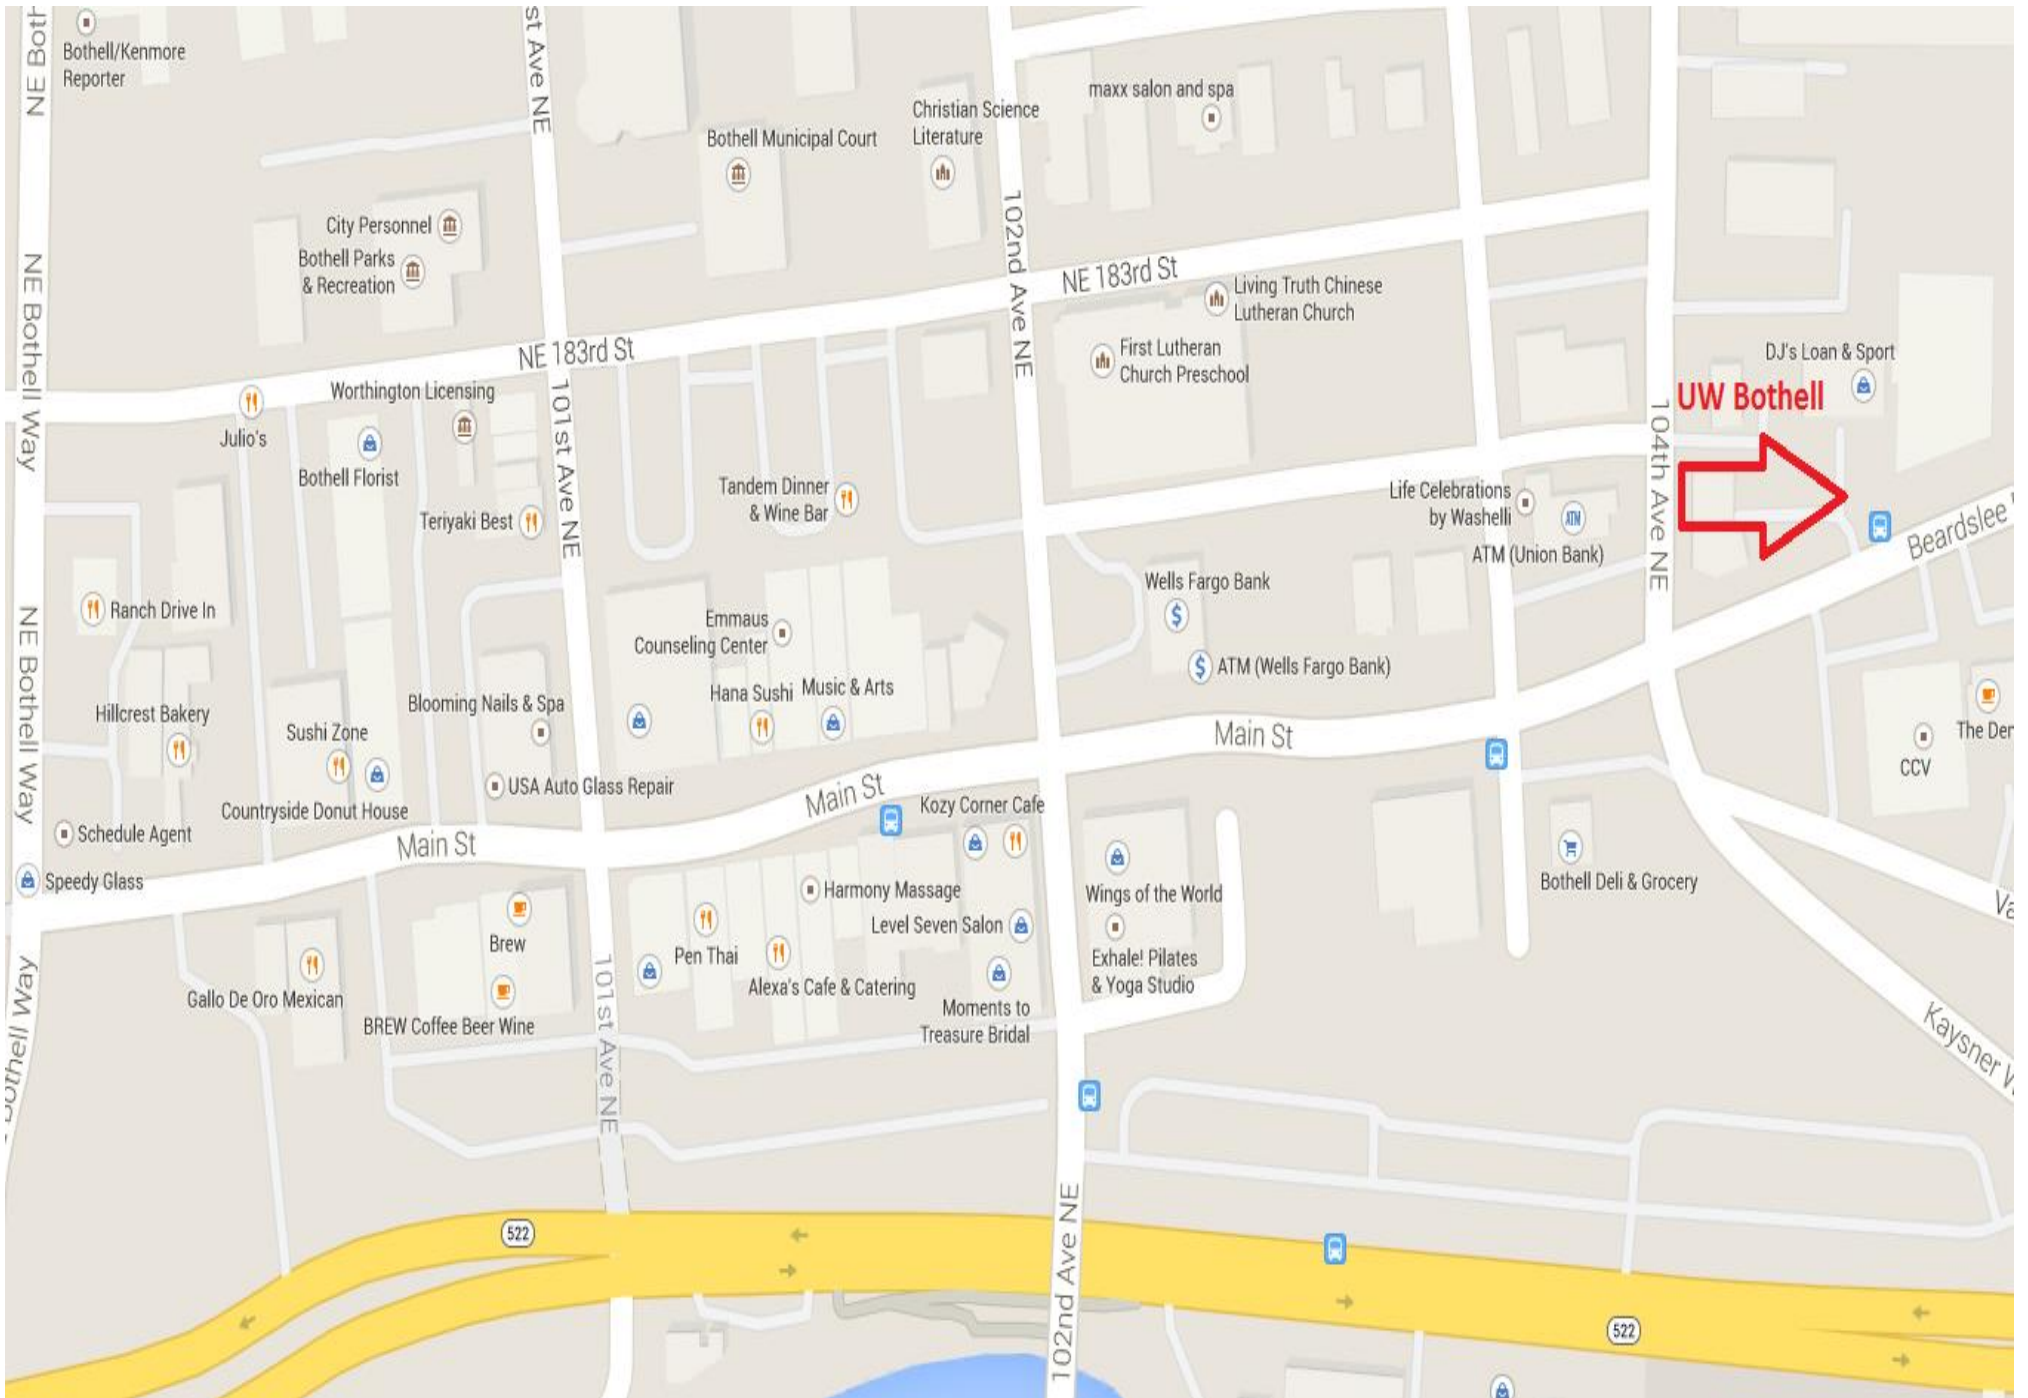 NE Both
Bothell/Kenmore
Reporter
st Ave NE
Bothell Municipal Court
Christian Science
Literature
maxx salon and spa
City Personnel
Bothell Parks
& Recreation
102nd Ave NE
NE 183rd St
Living Truth Chinese
Lutheran Church
First Lutheran
Church Preschool
NE Bothell Way
NE 183rd St
Worthington Licensing
Julio's
Bothell Florist
Teriyaki Best
101st Ave NE
Tandem Dinner
& Wine Bar
DJ's Loan & Sport
UW Bothell
104th Ave NE
Life Celebrations
by Washelli
ATM
ATM (Union Bank)
Beardslee
Ranch Drive In
NE Bothell Way
Emmaus
Counseling Center
Wells Fargo Bank
ATM (Wells Fargo Bank)
Hana Sushi
Music & Arts
Blooming Nails & Spa
Hillcrest Bakery
Sushi Zone
Main St
The Den
CCV
USA Auto Glass Repair
Countryside Donut House
Main St
Kozy Corner Cafe
Schedule Agent
Main St
Speedy Glass
Harmony Massage
Wings of the World
Bothell Deli & Grocery
Va
Level Seven Salon
Brew
Pen Thai
Exhale! Pilates
& Yoga Studio
Gallo De Oro Mexican
Alexa's Cafe & Catering
BREW Coffee Beer Wine
Moments to
Treasure Bridal
101st Ave NE
Bothell Way
Kaysner W
102nd Ave NE
522
522